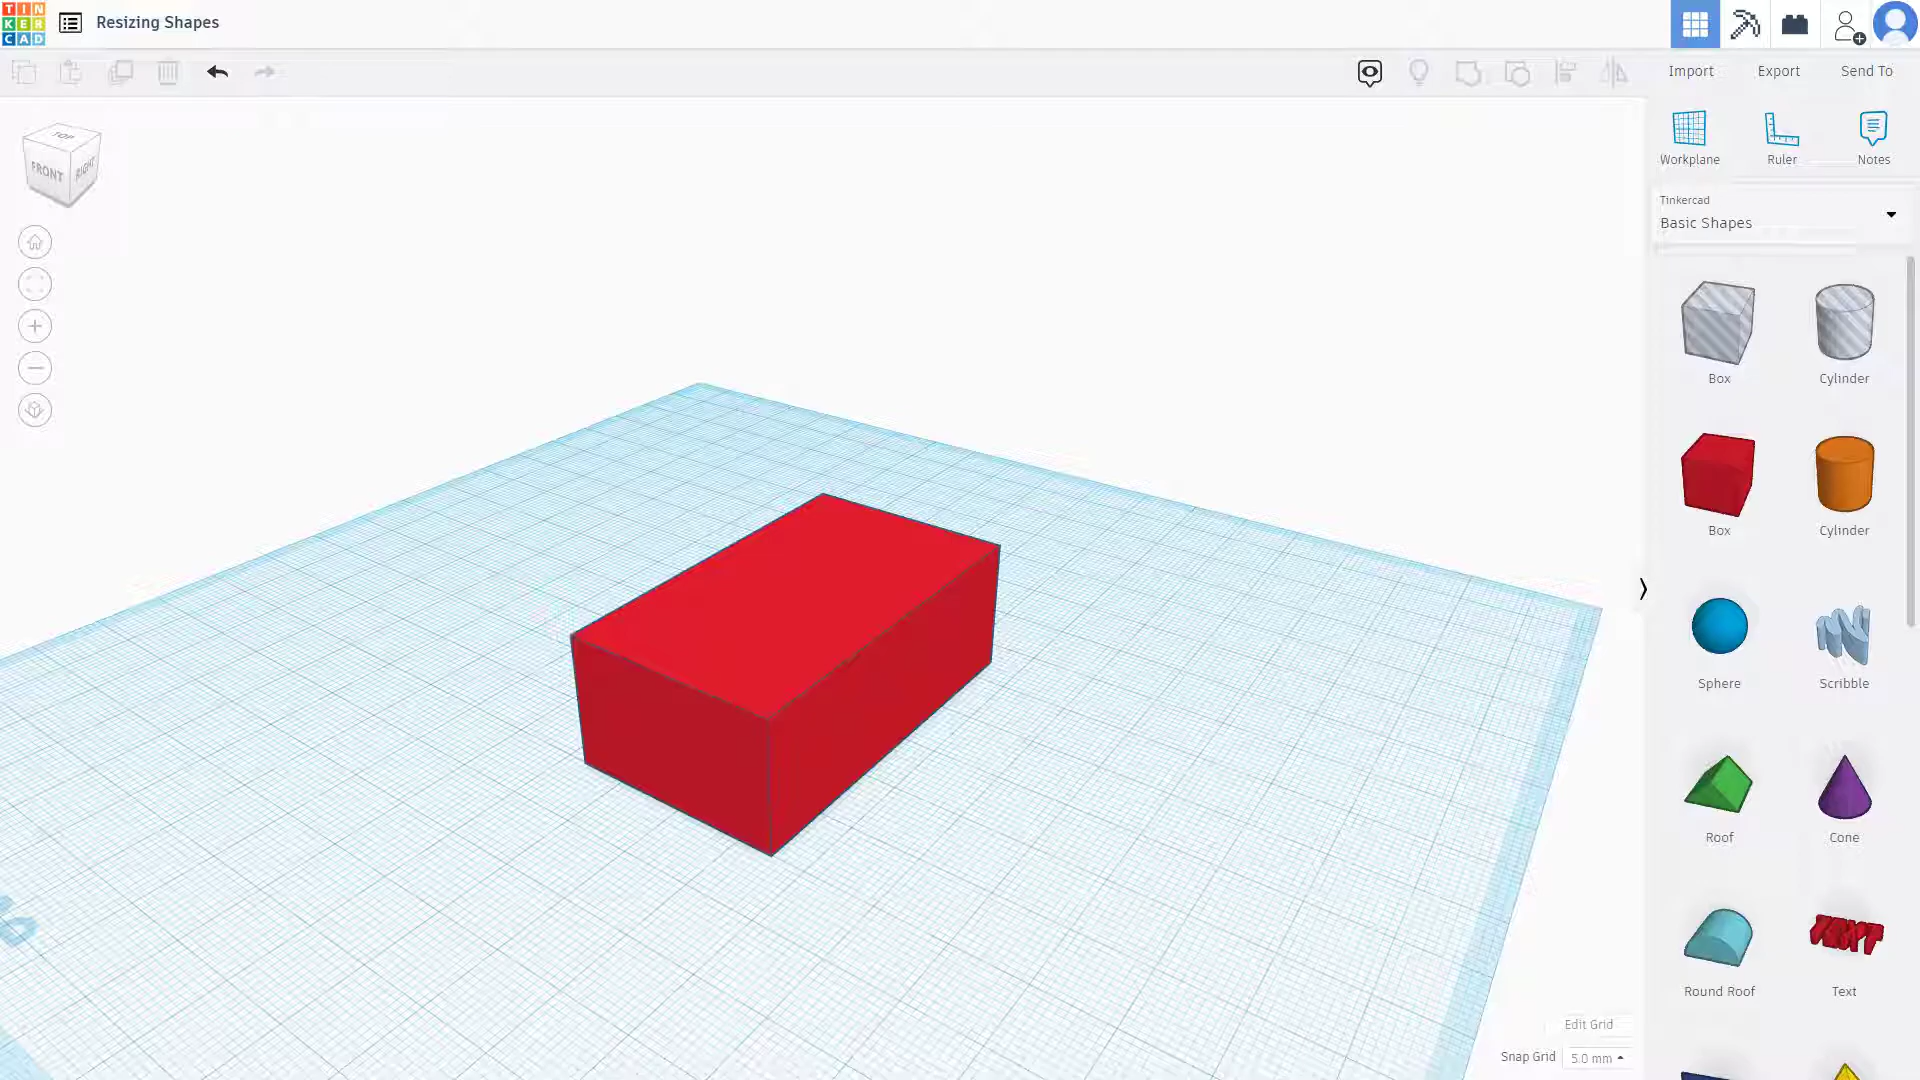 TIN
KER
CAD
Resizing Shapes
Import
Export
Send To
TOP
FRONT
RIGHT
Workplane
Ruler
Notes
Tinkercad
Basic Shapes
Box
Cylinder
Box
Cylinder
Sphere
Scribble
Roof
Cone
TEXT
Round Roof
Text
Edit Grid
Snap Grid
5.0 mm